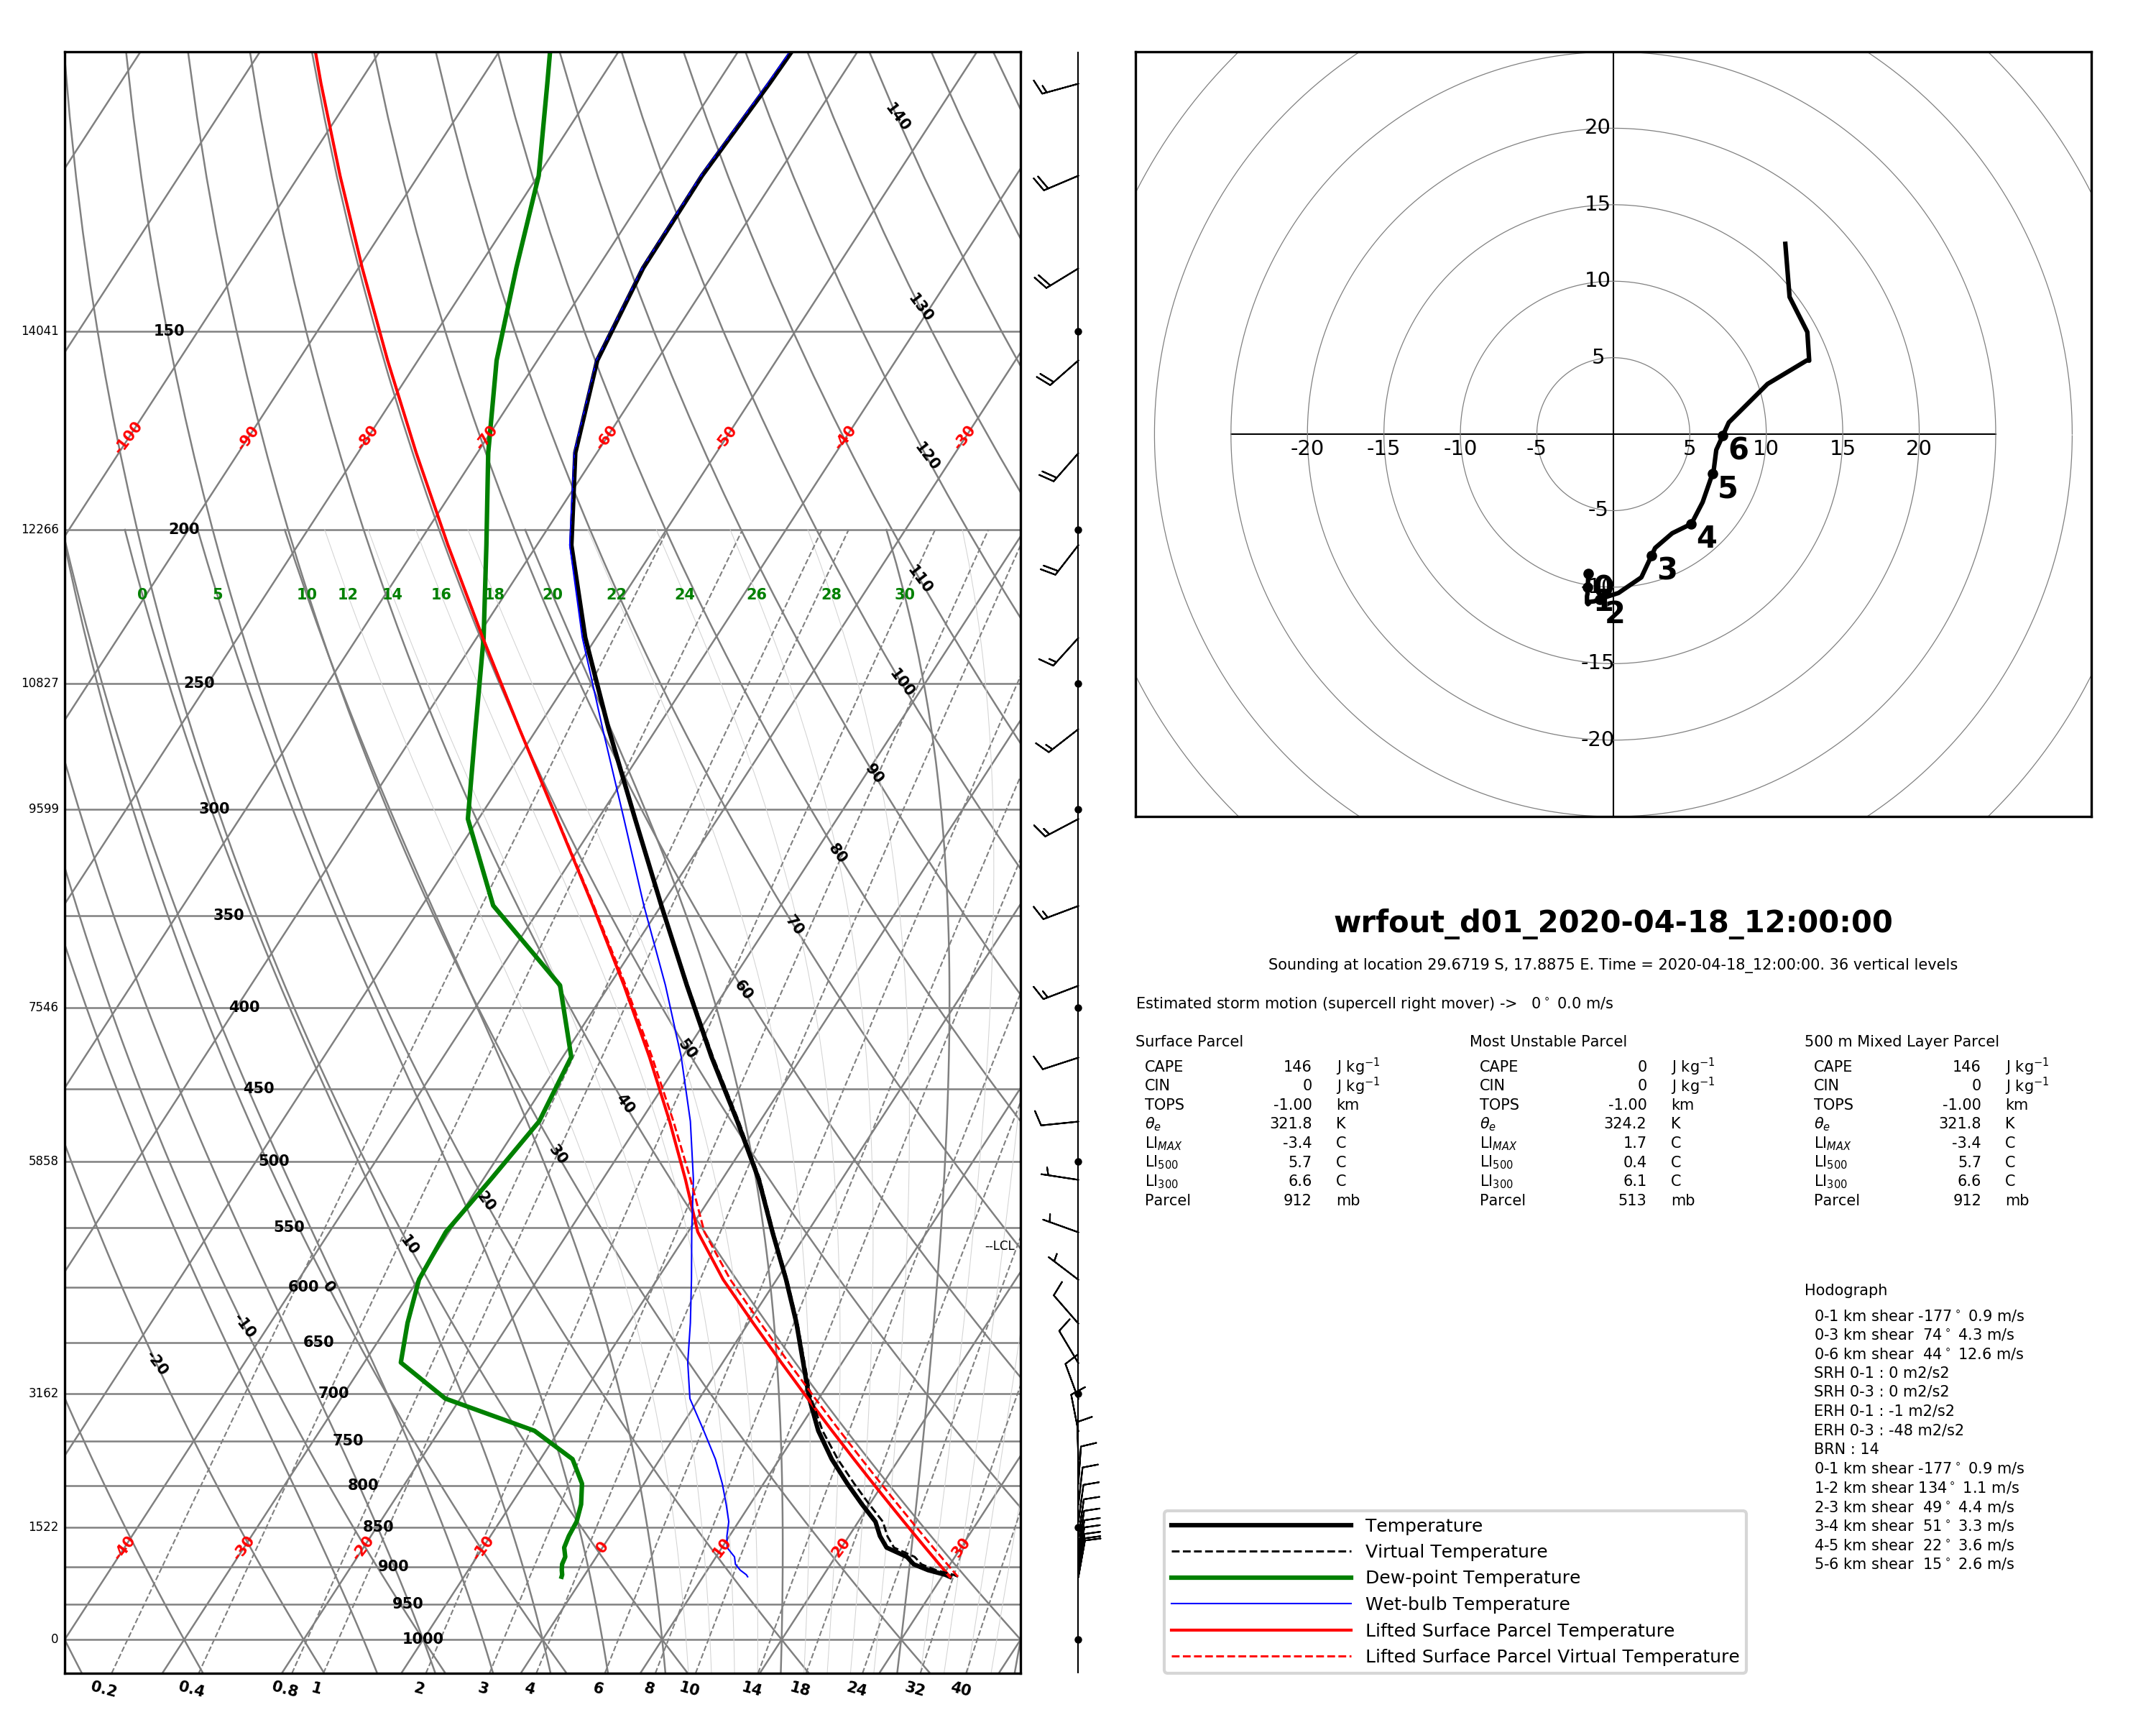 140
130
14041 150
-100 -90 -80 -70 -60 -50 -40 -30
120
12266 200
110
0 5 10 12 14 16 18 20 22 24 26 28 30
100
10827 250
90
9599 300
80
350
70
60
7546 400
50
450
40
30
5858 500
20
550
10
--LCL
600 0
-10
650
-20
3162 700
750
800
1522 850
-40 -30 -20 -10 0 10 20 30
900
950
0 1000
0.2 0.4 0.8 1 2 3 4 6 8 10 14 18 24 32 40
20
15
10
5
-20 -15 -10 -5 5 10 15 20
6
5
-5
4
3
0
1
2
-15
-20
wrfout_d01_2020-04-18_12:00:00
Sounding at location 29.6719 S, 17.8875 E. Time = 2020-04-18_12:00:00. 36 vertical levels
Estimated storm motion (supercell right mover) -> 0° 0.0 m/s
Surface Parcel
CAPE 146 J kg⁻¹
CIN 0 J kg⁻¹
TOPS -1.00 km
θe 321.8 K
LIMAX -3.4 C
LI500 5.7 C
LI300 6.6 C
Parcel 912 mb
Most Unstable Parcel
CAPE 0 J kg⁻¹
CIN 0 J kg⁻¹
TOPS -1.00 km
θe 324.2 K
LIMAX 1.7 C
LI500 0.4 C
LI300 6.1 C
Parcel 513 mb
500 m Mixed Layer Parcel
CAPE 146 J kg⁻¹
CIN 0 J kg⁻¹
TOPS -1.00 km
θe 321.8 K
LIMAX -3.4 C
LI500 5.7 C
LI300 6.6 C
Parcel 912 mb
Hodograph
0-1 km shear -177° 0.9 m/s
0-3 km shear 74° 4.3 m/s
0-6 km shear 44° 12.6 m/s
SRH 0-1 : 0 m2/s2
SRH 0-3 : 0 m2/s2
ERH 0-1 : -1 m2/s2
ERH 0-3 : -48 m2/s2
BRN : 14
0-1 km shear -177° 0.9 m/s
1-2 km shear 134° 1.1 m/s
2-3 km shear 49° 4.4 m/s
3-4 km shear 51° 3.3 m/s
4-5 km shear 22° 3.6 m/s
5-6 km shear 15° 2.6 m/s
Temperature
Virtual Temperature
Dew-point Temperature
Wet-bulb Temperature
Lifted Surface Parcel Temperature
Lifted Surface Parcel Virtual Temperature